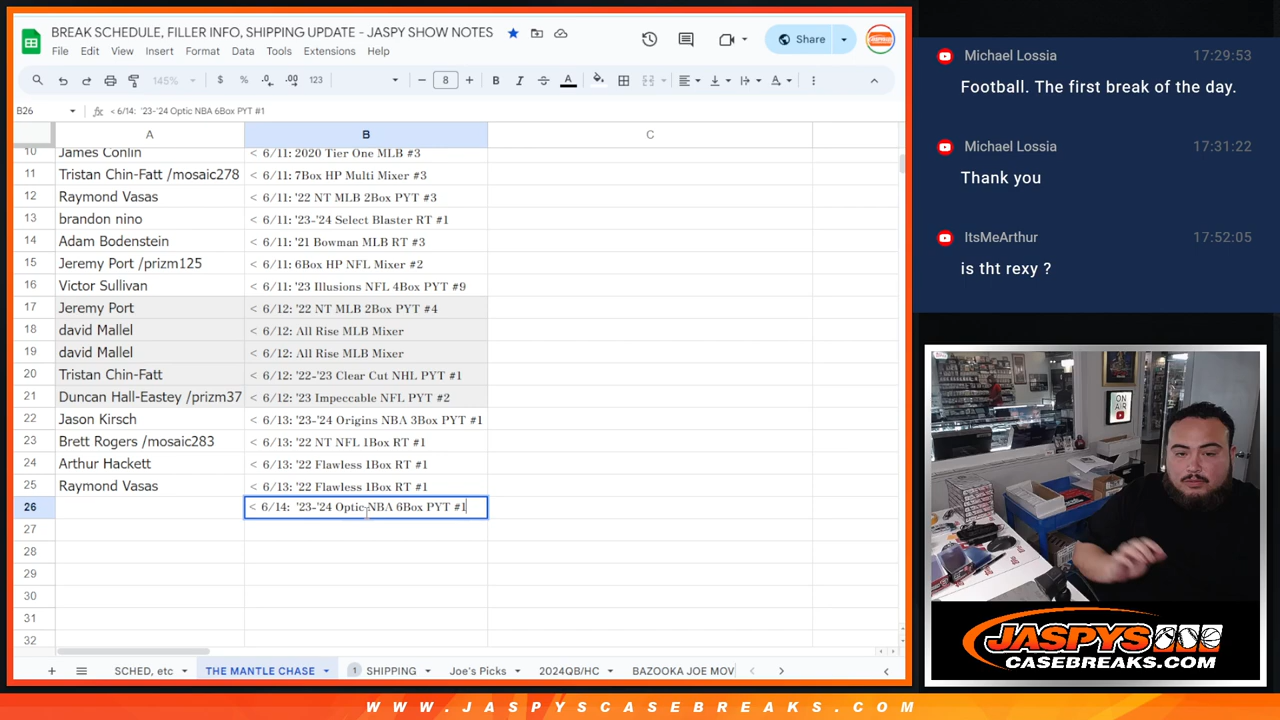 BREAK SCHEDULE, FILLER INFO, SHIPPING UPDATE - JASPY SHOW NOTES
File Edit View Insert Format Data Tools Extensions Help
Share
145% $ % .0 .00 123 8 B I A
B26 fx < 6/14: '23-'24 Optic NBA 6Box PYT #1
A B C
10 James Conlin < 6/11: 2020 Tier One MLB #3
11 Tristan Chin-Fatt /mosaic278 < 6/11: 7Box HP Multi Mixer #3
12 Raymond Vasas < 6/11: '22 NT MLB 2Box PYT #3
13 brandon nino < 6/11: '23-'24 Select Blaster RT #1
14 Adam Bodenstein < 6/11: '21 Bowman MLB RT #3
15 Jeremy Port /prizm125 < 6/11: 6Box HP NFL Mixer #2
16 Victor Sullivan < 6/11: '23 Illusions NFL 4Box PYT #9
17 Jeremy Port < 6/12: '22 NT MLB 2Box PYT #4
18 david Mallel < 6/12: All Rise MLB Mixer
19 david Mallel < 6/12: All Rise MLB Mixer
20 Tristan Chin-Fatt < 6/12: '22-'23 Clear Cut NHL PYT #1
21 Duncan Hall-Eastey /prizm37 < 6/12: '23 Impeccable NFL PYT #2
22 Jason Kirsch < 6/13: '23-'24 Origins NBA 3Box PYT #1
23 Brett Rogers /mosaic283 < 6/13: '22 NT NFL 1Box RT #1
24 Arthur Hackett < 6/13: '22 Flawless 1Box RT #1
25 Raymond Vasas < 6/13: '22 Flawless 1Box RT #1
26 < 6/14: '23-'24 Optic NBA 6Box PYT #1
27
28
29
30
31
32
SCHED, etc THE MANTLE CHASE 1 SHIPPING Joe's Picks 2024QB/HC BAZOOKA JOE MOV
Michael Lossia 17:29:53
Football. The first break of the day.
Michael Lossia 17:31:22
Thank you
ItsMeArthur 17:52:05
is tht rexy ?
ON
AIR
JASPYS
CASEBREAKS.COM
WWW.JASPYSCASEBREAKS.COM